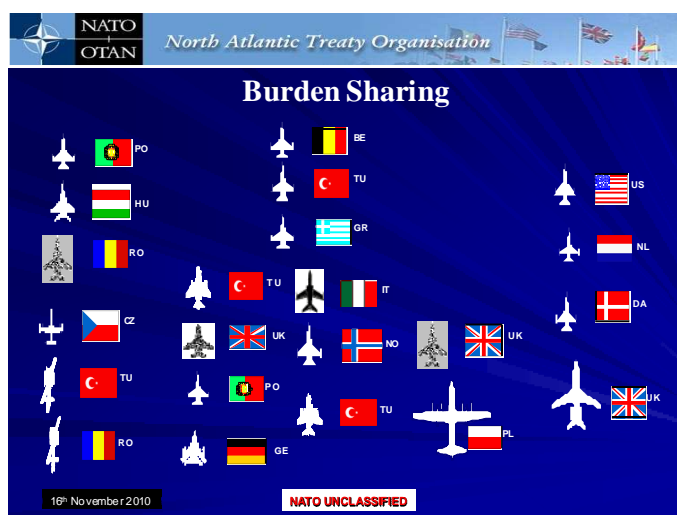 NATO
OTAN
North Atlantic Treaty Organisation
Burden Sharing
PO
HU
RO
CZ
TU
RO
BE
TU
GR
TU
IT
UK
NO
UK
PO
TU
GE
PL
US
NL
DA
UK
16th November 2010
NATO UNCLASSIFIED